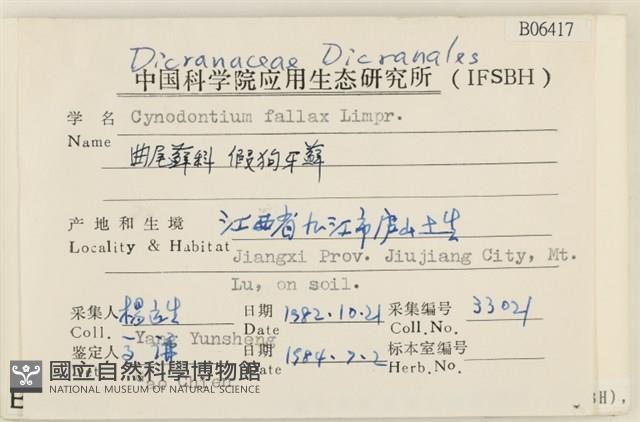 B06417
Dicranaceae Dicranales
中国科学院应用生态研究所 (IFSBH)
学名 Cynodontium fallax Limpr.
Name
曲尾藓科 假狗牙藓
产地和生境 江西省九江市庐山土生
Locality & Habitat Jiangxi Prov. Jiujiang City, Mt.
Lu, on soil.
采集人 日期 1982.10.21 采集编号 33021
Coll. Yang Yunsheng Date Coll.No.
鉴定人 日期 1984.7.2 标本室编号
Date Herb.No.
國立自然科學博物館
NATIONAL MUSEUM OF NATURAL SCIENCE